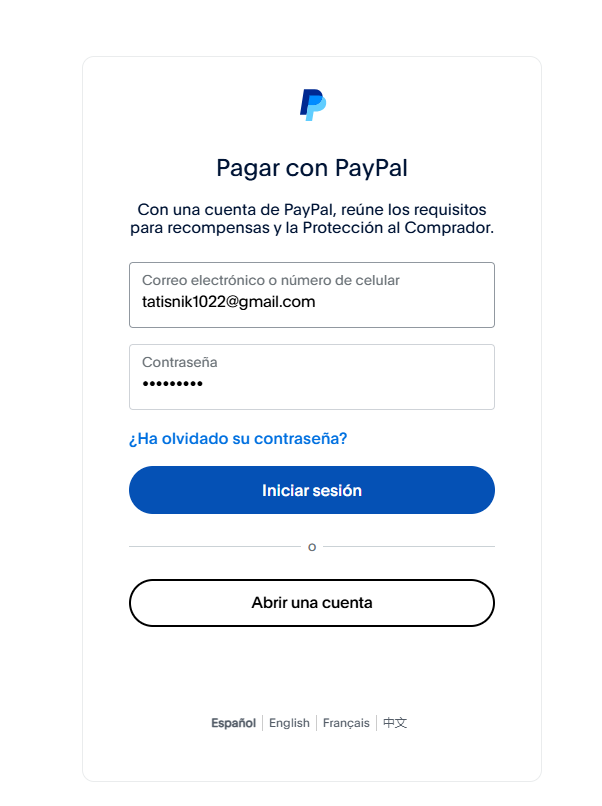 Pagar con PayPal
Con una cuenta de PayPal, reúne los requisitos
para recompensas y la Protección al Comprador.
Correo electrónico o número de celular
tatisnik1022@gmail.com
Contraseña
•••••••••
¿Ha olvidado su contraseña?
Iniciar sesión
o
Abrir una cuenta
Español | English | Français | 中文